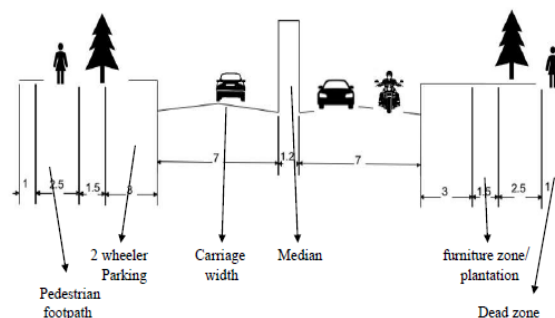 7
1.2
7
1
2.5
1.5
3
3
1.5
2.5
1
2 wheeler
Parking
Carriage
width
Median
furniture zone/
plantation
Pedestrian
footpath
Dead zone